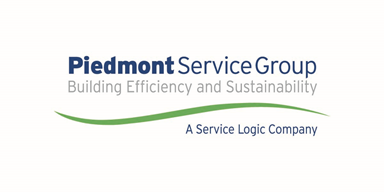 Piedmont Service Group
Building Efficiency and Sustainability
A Service Logic Company